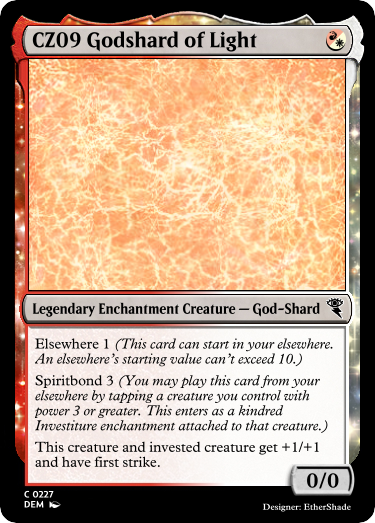 CZ09 Godshard of Light
Legendary Enchantment Creature — God-Shard
Elsewhere 1 (This card can start in your elsewhere.
An elsewhere's starting value can't exceed 10.)
Spiritbond 3 (You may play this card from your
elsewhere by tapping a creature you control with
power 3 or greater. This enters as a kindred
Investiture enchantment attached to that creature.)
This creature and invested creature get +1/+1
and have first strike.
0/0
C 0227
DEM
Designer: EtherShade